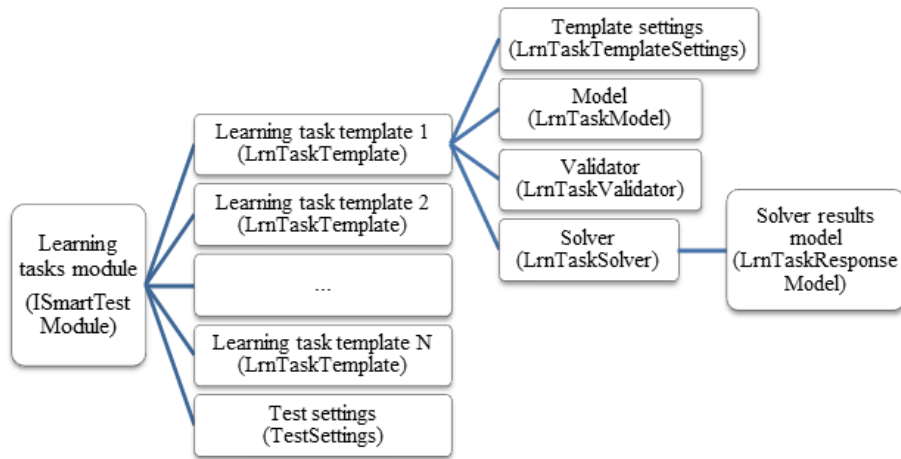 Learning
tasks module
(ISmartTest
Module)
Learning task template 1
(LrnTaskTemplate)
Learning task template 2
(LrnTaskTemplate)
...
Learning task template N
(LrnTaskTemplate)
Test settings
(TestSettings)
Template settings
(LrnTaskTemplateSettings)
Model
(LrnTaskModel)
Validator
(LrnTaskValidator)
Solver
(LrnTaskSolver)
Solver results
model
(LrnTaskResponse
Model)